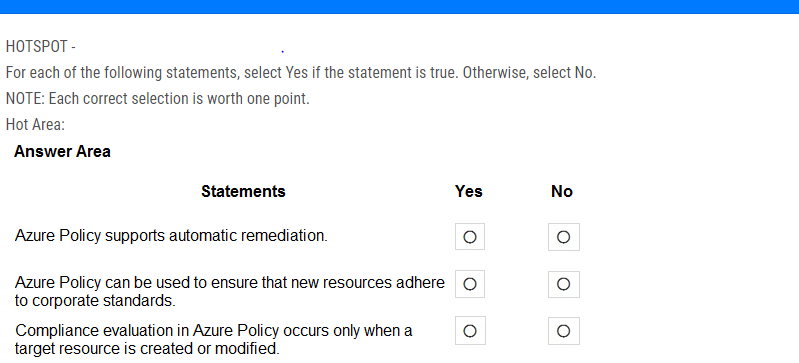 HOTSPOT -
For each of the following statements, select Yes if the statement is true. Otherwise, select No.
NOTE: Each correct selection is worth one point.
Hot Area:
Answer Area
Statements Yes No
Azure Policy supports automatic remediation.
Azure Policy can be used to ensure that new resources adhere
to corporate standards.
Compliance evaluation in Azure Policy occurs only when a
target resource is created or modified.